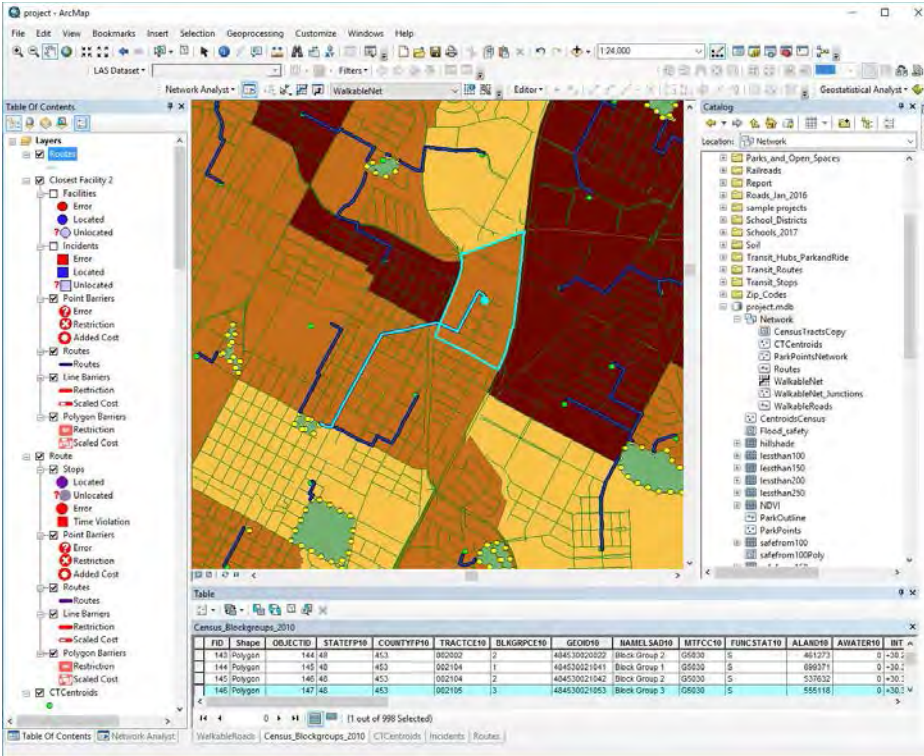 project - ArcMap
File Edit View Bookmarks Insert Selection Geoprocessing Customize Windows Help
1:24,000
LAS Dataset Filters
Network Analyst WalkableNet Editor Geostatistical Analyst
Table Of Contents
Layers
Routes
Closest Facility 2
Facilities
Error
Located
Unlocated
Incidents
Error
Located
Unlocated
Point Barriers
Error
Restriction
Added Cost
Routes
Routes
Line Barriers
Restriction
Scaled Cost
Polygon Barriers
Restriction
Scaled Cost
Route
Stops
Located
Unlocated
Error
Time Violation
Point Barriers
Error
Restriction
Added Cost
Routes
Routes
Line Barriers
Restriction
Scaled Cost
Polygon Barriers
Restriction
Scaled Cost
CTCentroids
Table Of Contents Network Analyst
Catalog
Location: Network
Parks_and_Open_Spaces
Railroads
Report
Roads_Jan_2016
sample projects
School_Districts
Schools_2017
Soil
Transit_Hubs_ParkandRide
Transit_Routes
Transit_Stops
Zip_Codes
project.mdb
Network
CensusTractsCopy
CTCentroids
ParkPointsNetwork
Routes
WalkableNet
WalkableNet_Junctions
WalkableRoads
CentroidsCensus
Flood_safety
hillshade
lessthan100
lessthan150
lessthan200
lessthan250
NDVI
ParkOutline
ParkPoints
safefrom100
safefrom100Poly
Table
Census_Blockgroups_2010
FID Shape OBJECTID STATEFP10 COUNTYFP10 TRACTCE10 BLKGRPCE10 GEOID10 NAMELSAD10 MTFCC10 FUNCSTAT10 ALAND10 AWATER10 INT
143 Polygon 144 48 453 002002 2 484530020022 Block Group 2 G5030 S 461273 0 +30.2
144 Polygon 145 48 453 002104 1 484530021041 Block Group 1 G5030 S 699371 0 +30.
145 Polygon 146 48 453 002104 2 484530021042 Block Group 2 G5030 S 537632 0 +30.
146 Polygon 147 48 453 002105 3 484530021053 Block Group 3 G5030 S 555118 0 +30.
0 (1 out of 998 Selected)
WalkableRoads Census_Blockgroups_2010 CTCentroids Incidents Routes